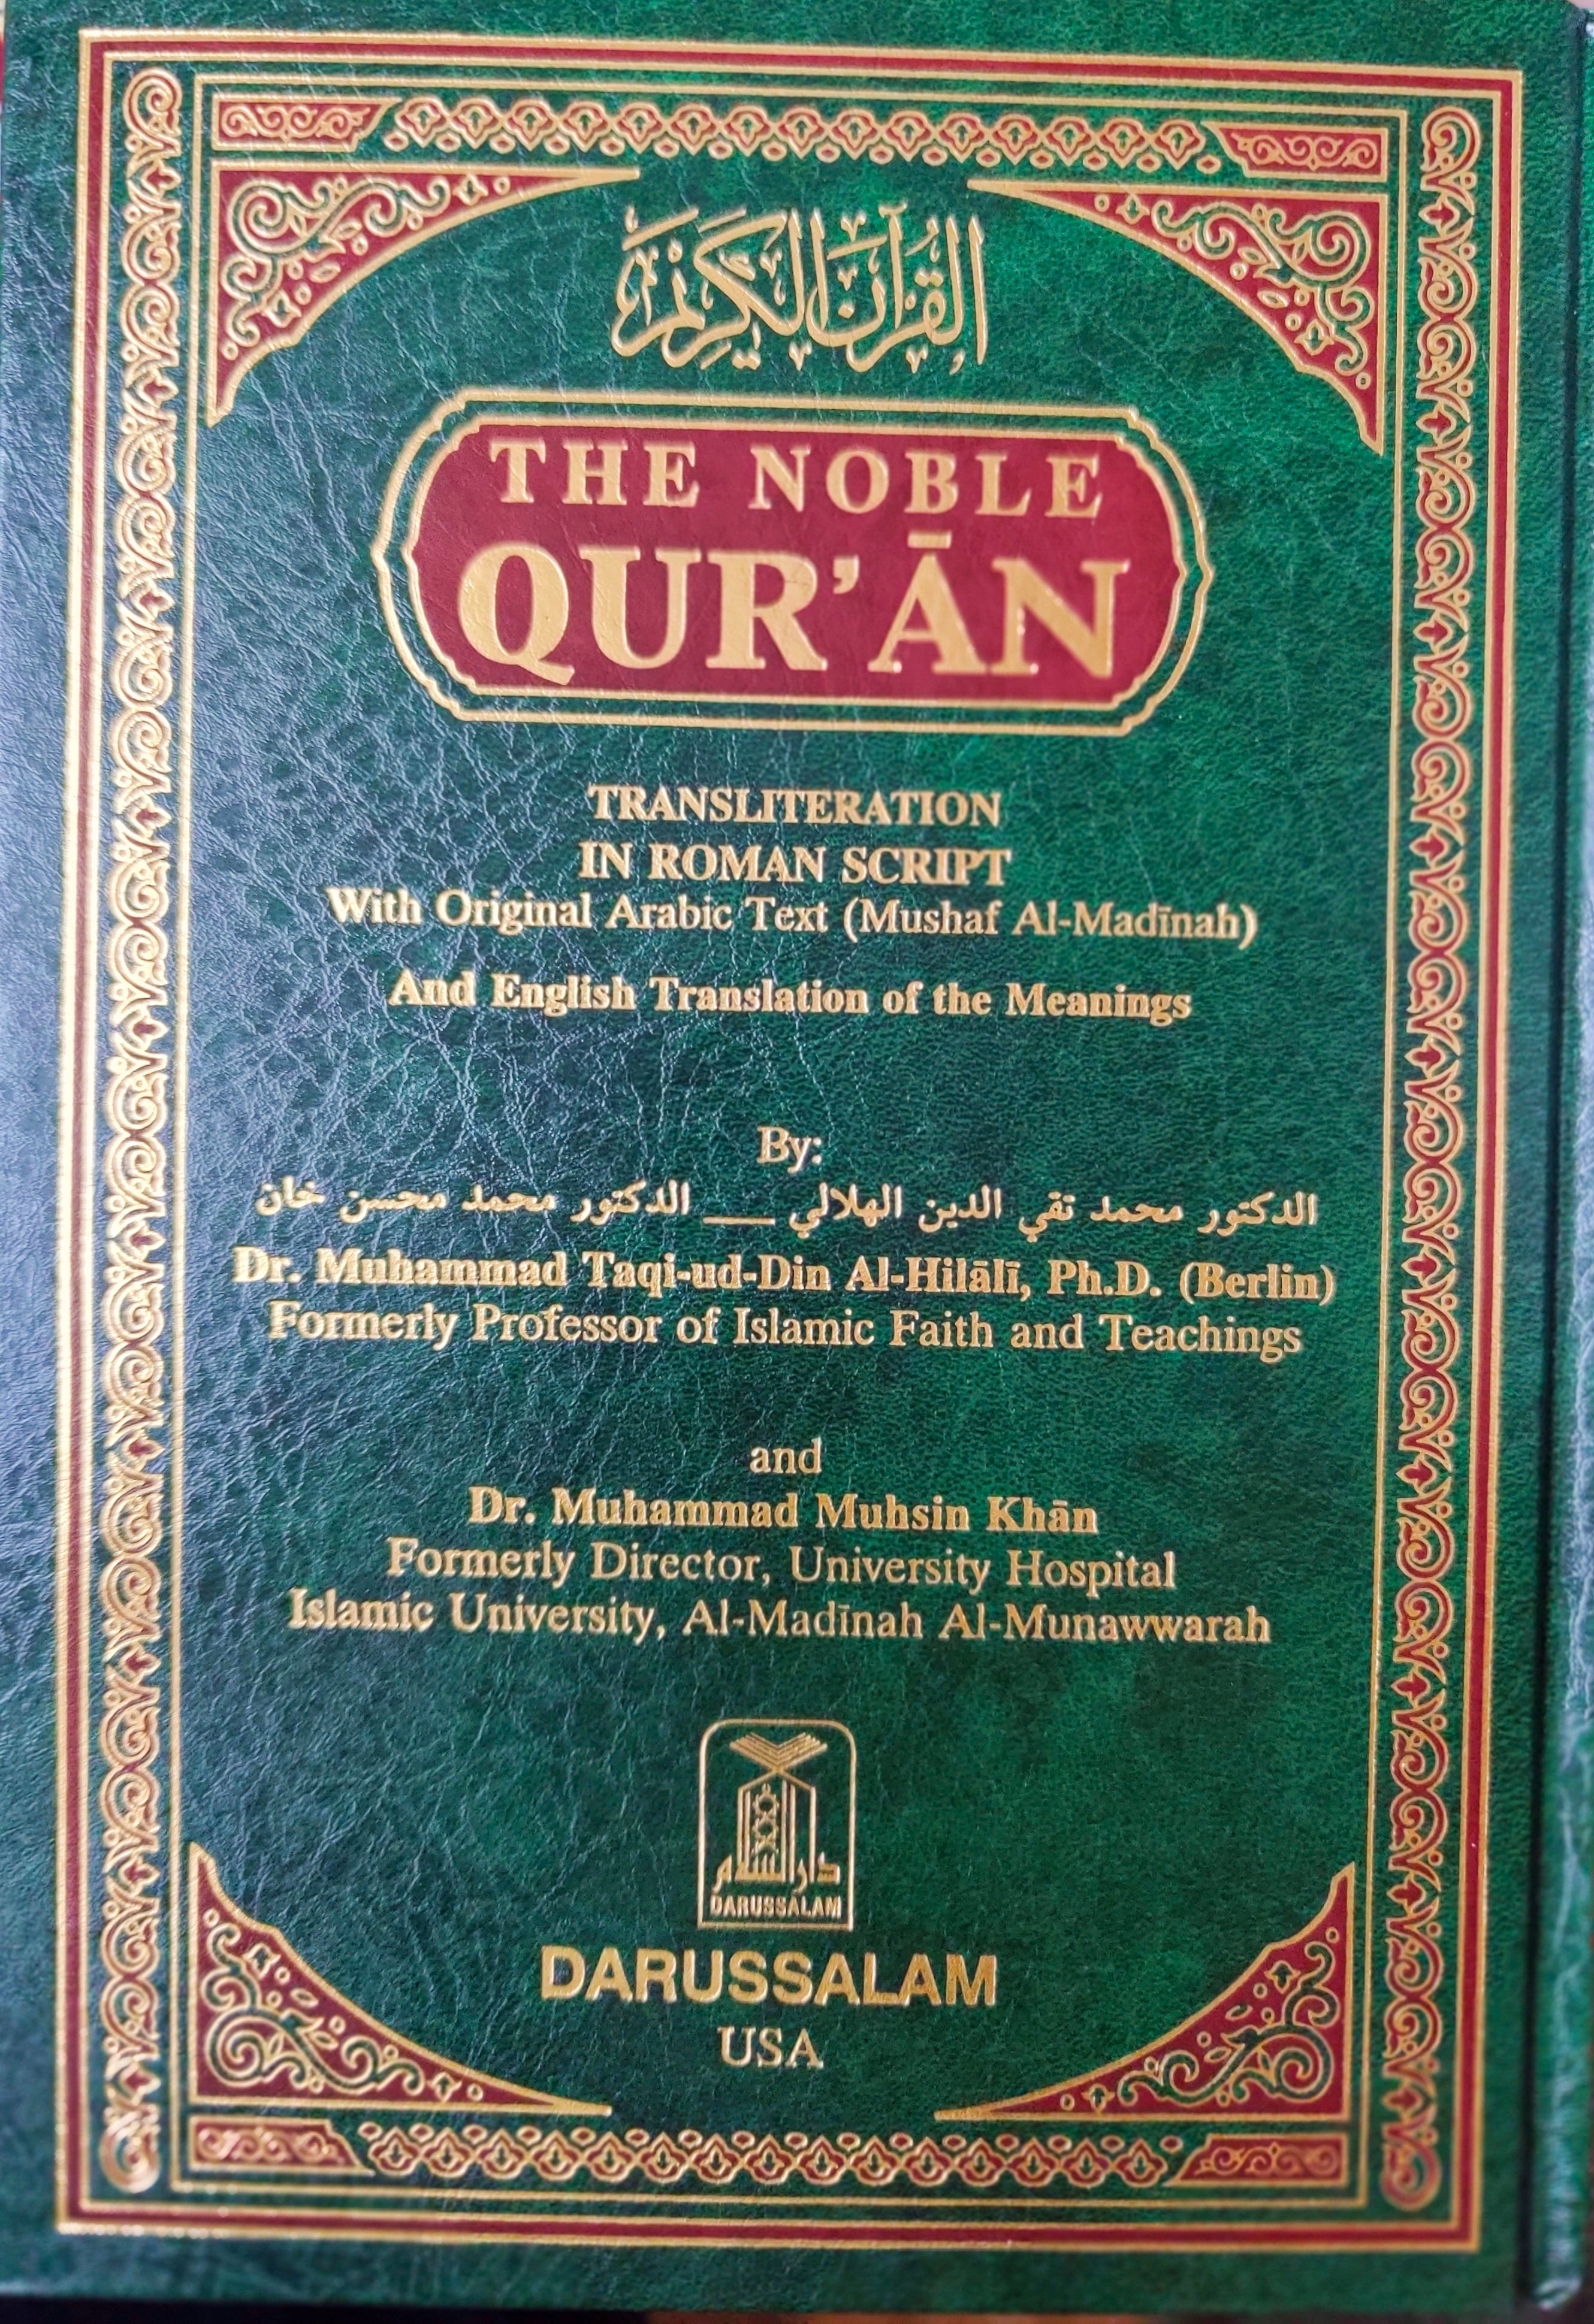 القرآن الكريم
THE NOBLE
QUR'ĀN
TRANSLITERATION
IN ROMAN SCRIPT
With Original Arabic Text (Mushaf Al-Madīnah)
And English Translation of the Meanings
By:
الدكتور محمد تقي الدين الهلالي __ الدكتور محمد محسن خان
Dr. Muhammad Taqi-ud-Din Al-Hilālī, Ph.D. (Berlin)
Formerly Professor of Islamic Faith and Teachings
and
Dr. Muhammad Muhsin Khān
Formerly Director, University Hospital
Islamic University, Al-Madīnah Al-Munawwarah
دار السلام
DARUSSALAM
DARUSSALAM
USA